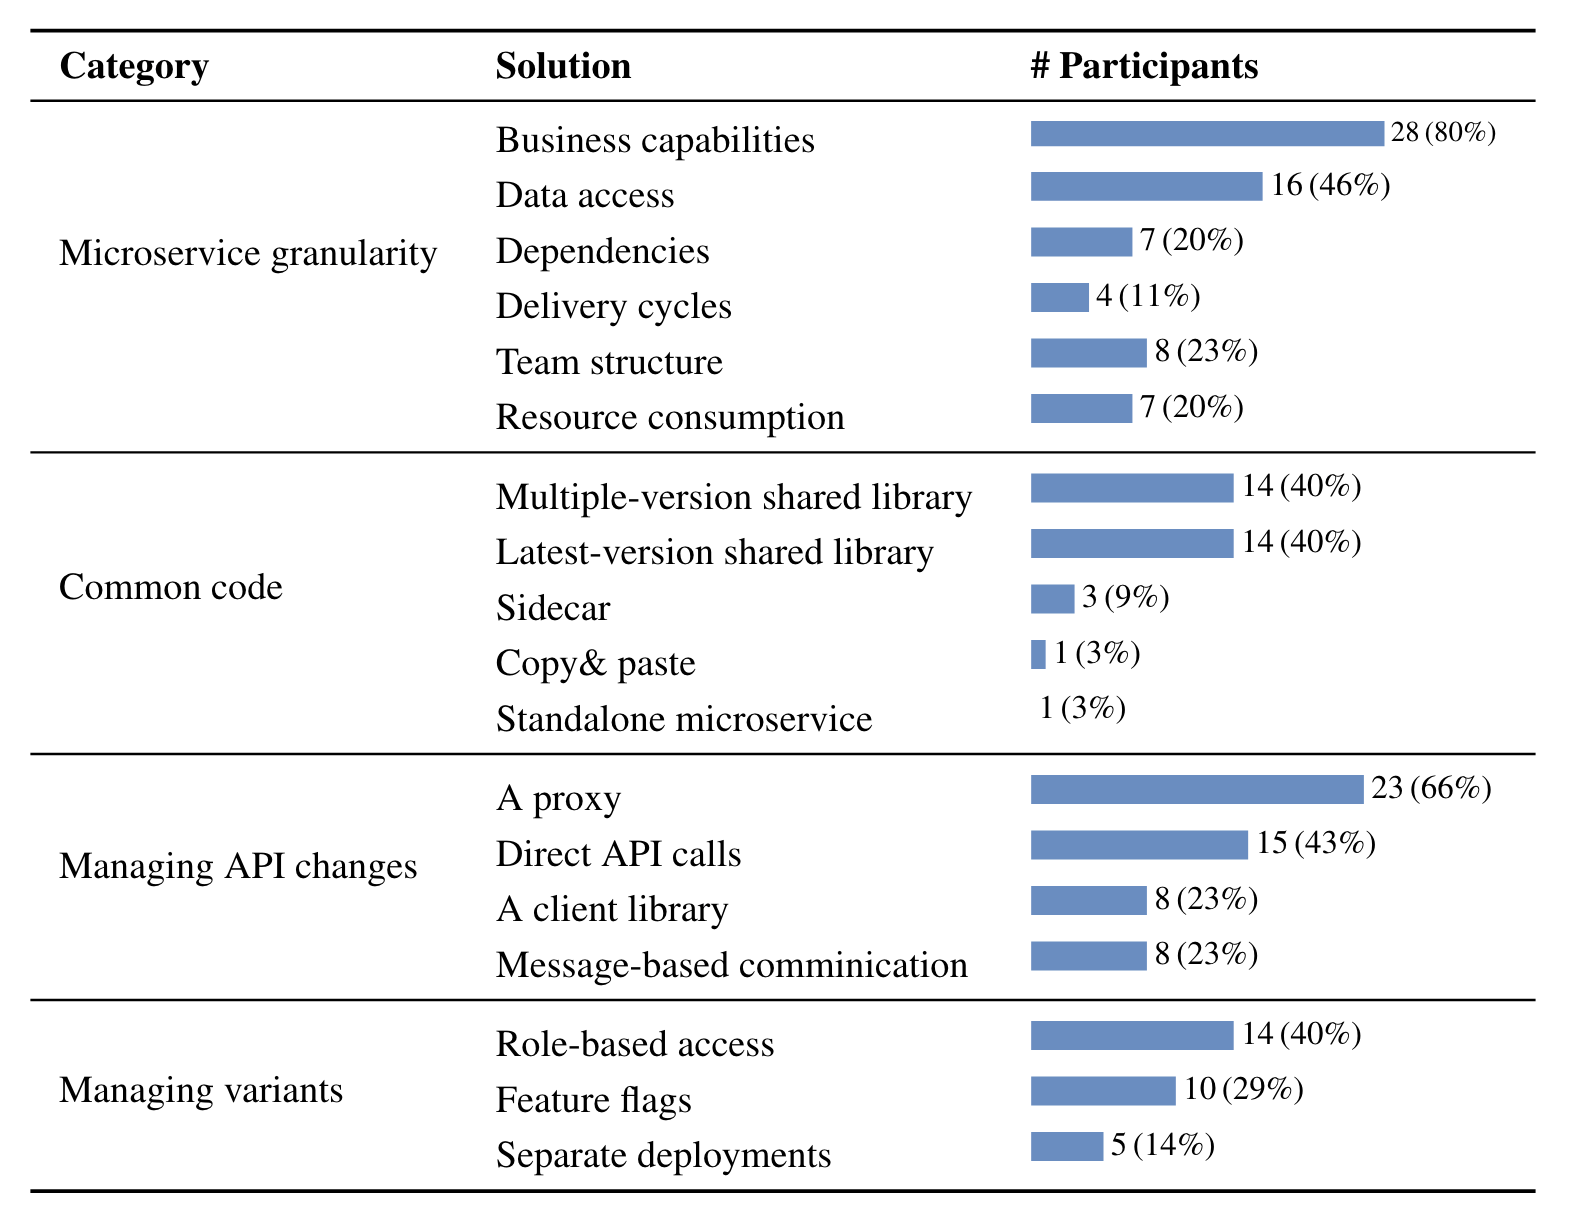 Category Solution # Participants
Business capabilities 28 (80%)
Data access 16 (46%)
Microservice granularity
Dependencies 7 (20%)
Delivery cycles 4 (11%)
Team structure 8 (23%)
Resource consumption 7 (20%)
Multiple-version shared library 14 (40%)
Latest-version shared library 14 (40%)
Common code
Sidecar 3 (9%)
Copy& paste 1 (3%)
Standalone microservice 1 (3%)
A proxy 23 (66%)
Direct API calls 15 (43%)
Managing API changes
A client library 8 (23%)
Message-based comminication 8 (23%)
Role-based access 14 (40%)
Managing variants
Feature flags 10 (29%)
Separate deployments 5 (14%)